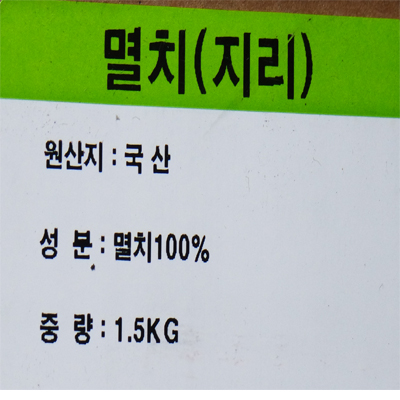 멸치(지리)
원산지 : 국 산
성 분 : 멸치100%
중 량 : 1.5KG